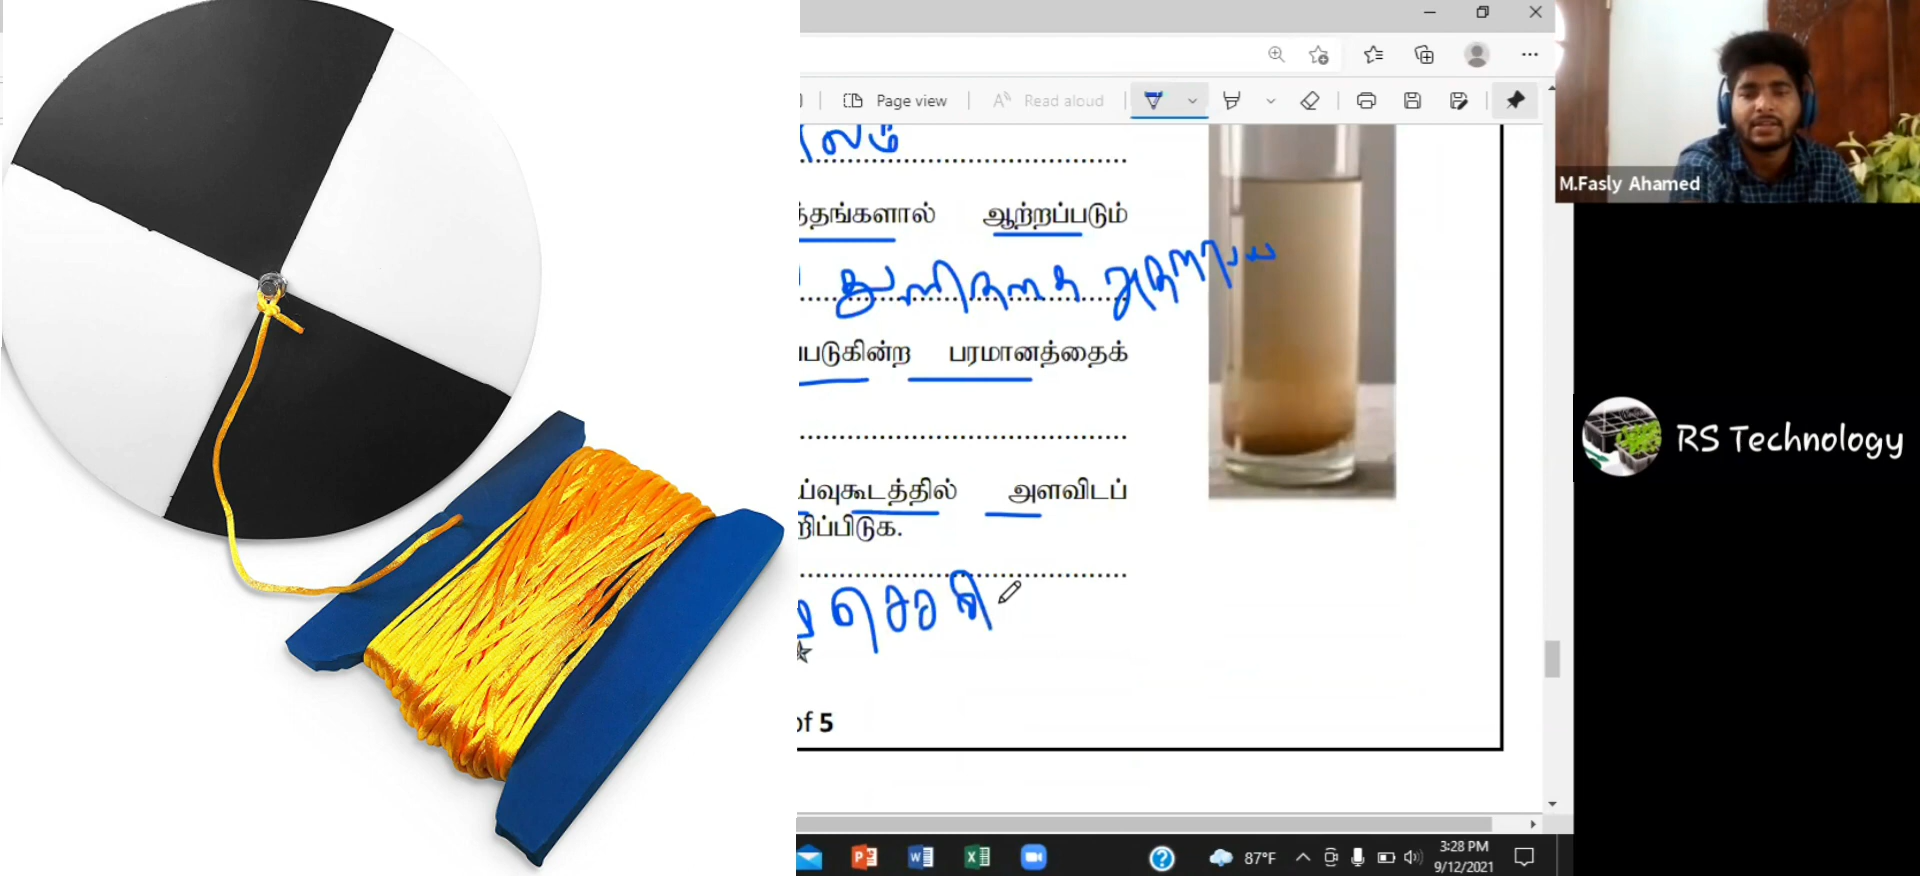 Page view
Read aloud
M.Fasly Ahamed
த்தங்களால் ஆற்றப்படும்
படுகின்ற பரமானத்தைக்
ய்வுகூடத்தில் அளவிடப்
றிப்பிடுக.
of 5
RS Technology
87°F
3:28 PM
9/12/2021